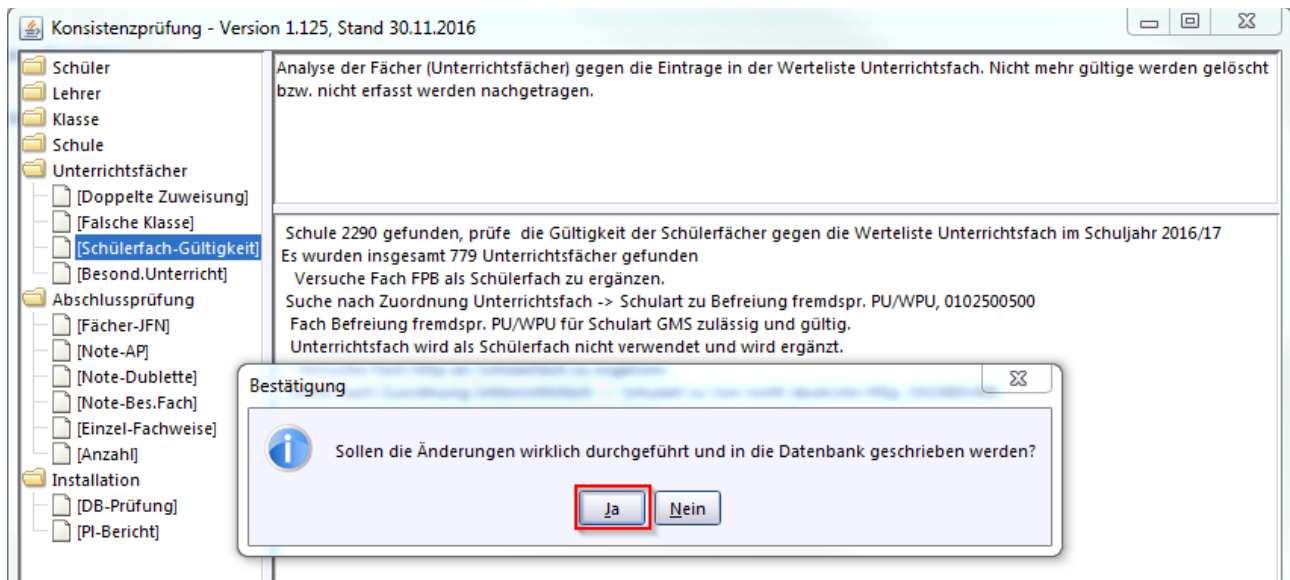 Konsistenzprüfung - Version 1.125, Stand 30.11.2016
Schüler
Lehrer
Klasse
Schule
Unterrichtsfächer
[Doppelte Zuweisung]
[Falsche Klasse]
[Schülerfach-Gültigkeit]
[Besond.Unterricht]
Abschlussprüfung
[Fächer-JFN]
[Note-AP]
[Note-Dublette]
[Note-Bes.Fach]
[Einzel-Fachweise]
[Anzahl]
Installation
[DB-Prüfung]
[PI-Bericht]
Analyse der Fächer (Unterrichtsfächer) gegen die Eintrage in der Werteliste Unterrichtsfach. Nicht mehr gültige werden gelöscht
bzw. nicht erfasst werden nachgetragen.
Schule 2290 gefunden, prüfe die Gültigkeit der Schülerfächer gegen die Werteliste Unterrichtsfach im Schuljahr 2016/17
Es wurden insgesamt 779 Unterrichtsfächer gefunden
Versuche Fach FPB als Schülerfach zu ergänzen.
Suche nach Zuordnung Unterrichtsfach -> Schulart zu Befreiung fremdspr. PU/WPU, 0102500500
Fach Befreiung fremdspr. PU/WPU für Schulart GMS zulässig und gültig.
Unterrichtsfach wird als Schülerfach nicht verwendet und wird ergänzt.
Bestätigung
Sollen die Änderungen wirklich durchgeführt und in die Datenbank geschrieben werden?
Ja
Nein